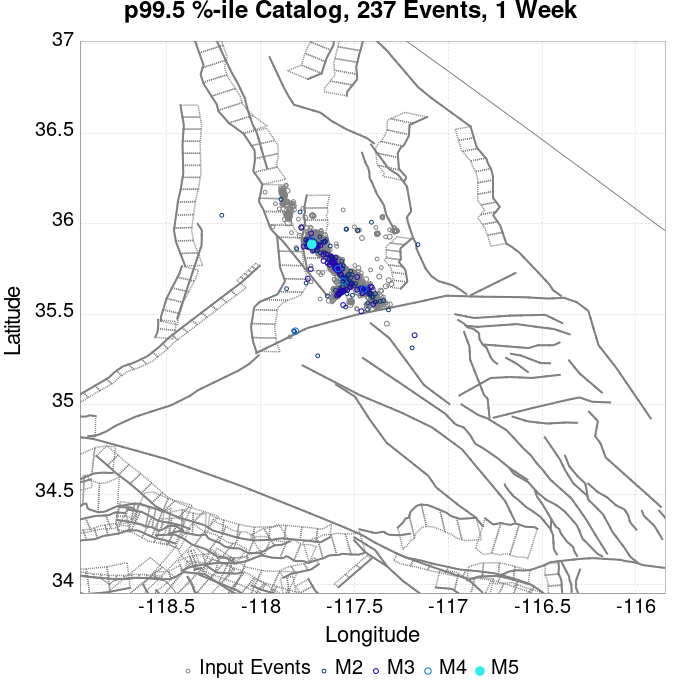 p99.5 %-ile Catalog, 237 Events, 1 Week
37
36.5
36
35.5
35
34.5
34
Latitude
-118.5 -118 -117.5 -117 -116.5 -116
Longitude
Input Events M2 M3 M4 M5